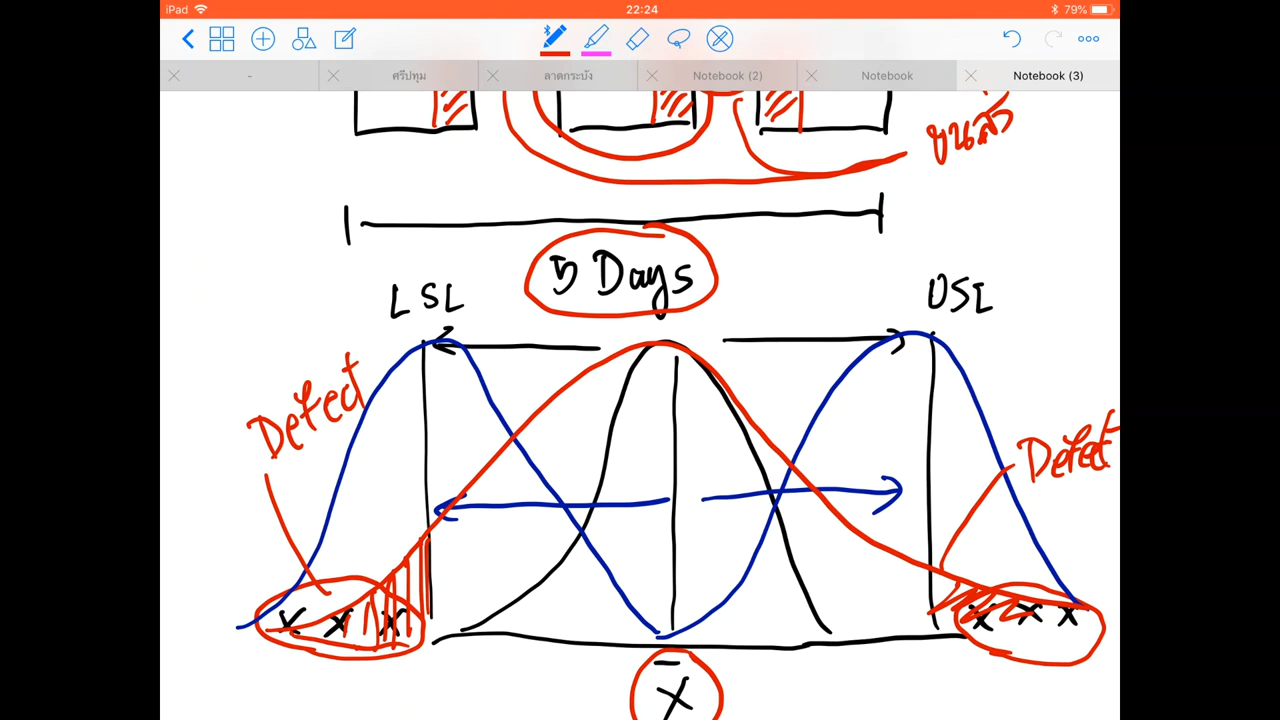 iPad 22:24 79%
- ศรีปทุม ลาดกระบัง Notebook (2) Notebook Notebook (3)
ขนส่ง
5 Days
LSL USL
Defect Defect
x x x x x x
X̄